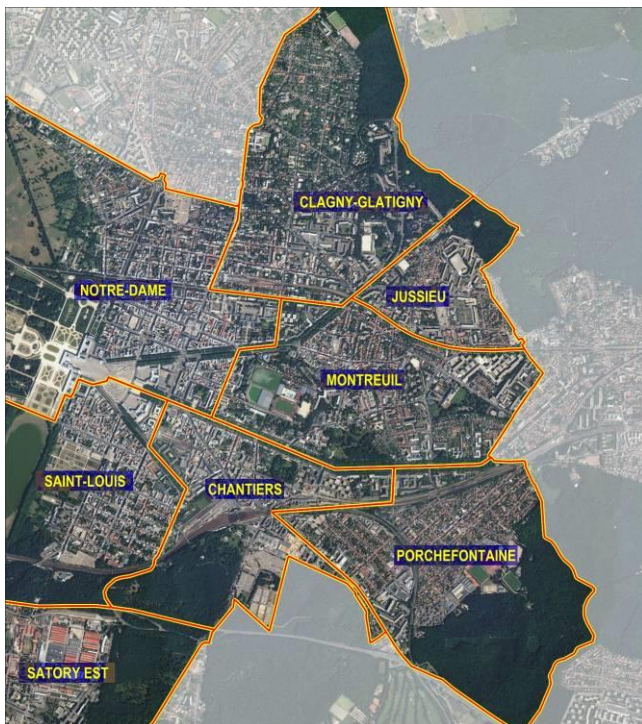 CLAGNY-GLATIGNY
NOTRE-DAME
JUSSIEU
MONTREUIL
SAINT-LOUIS
CHANTIERS
PORCHEFONTAINE
SATORY EST